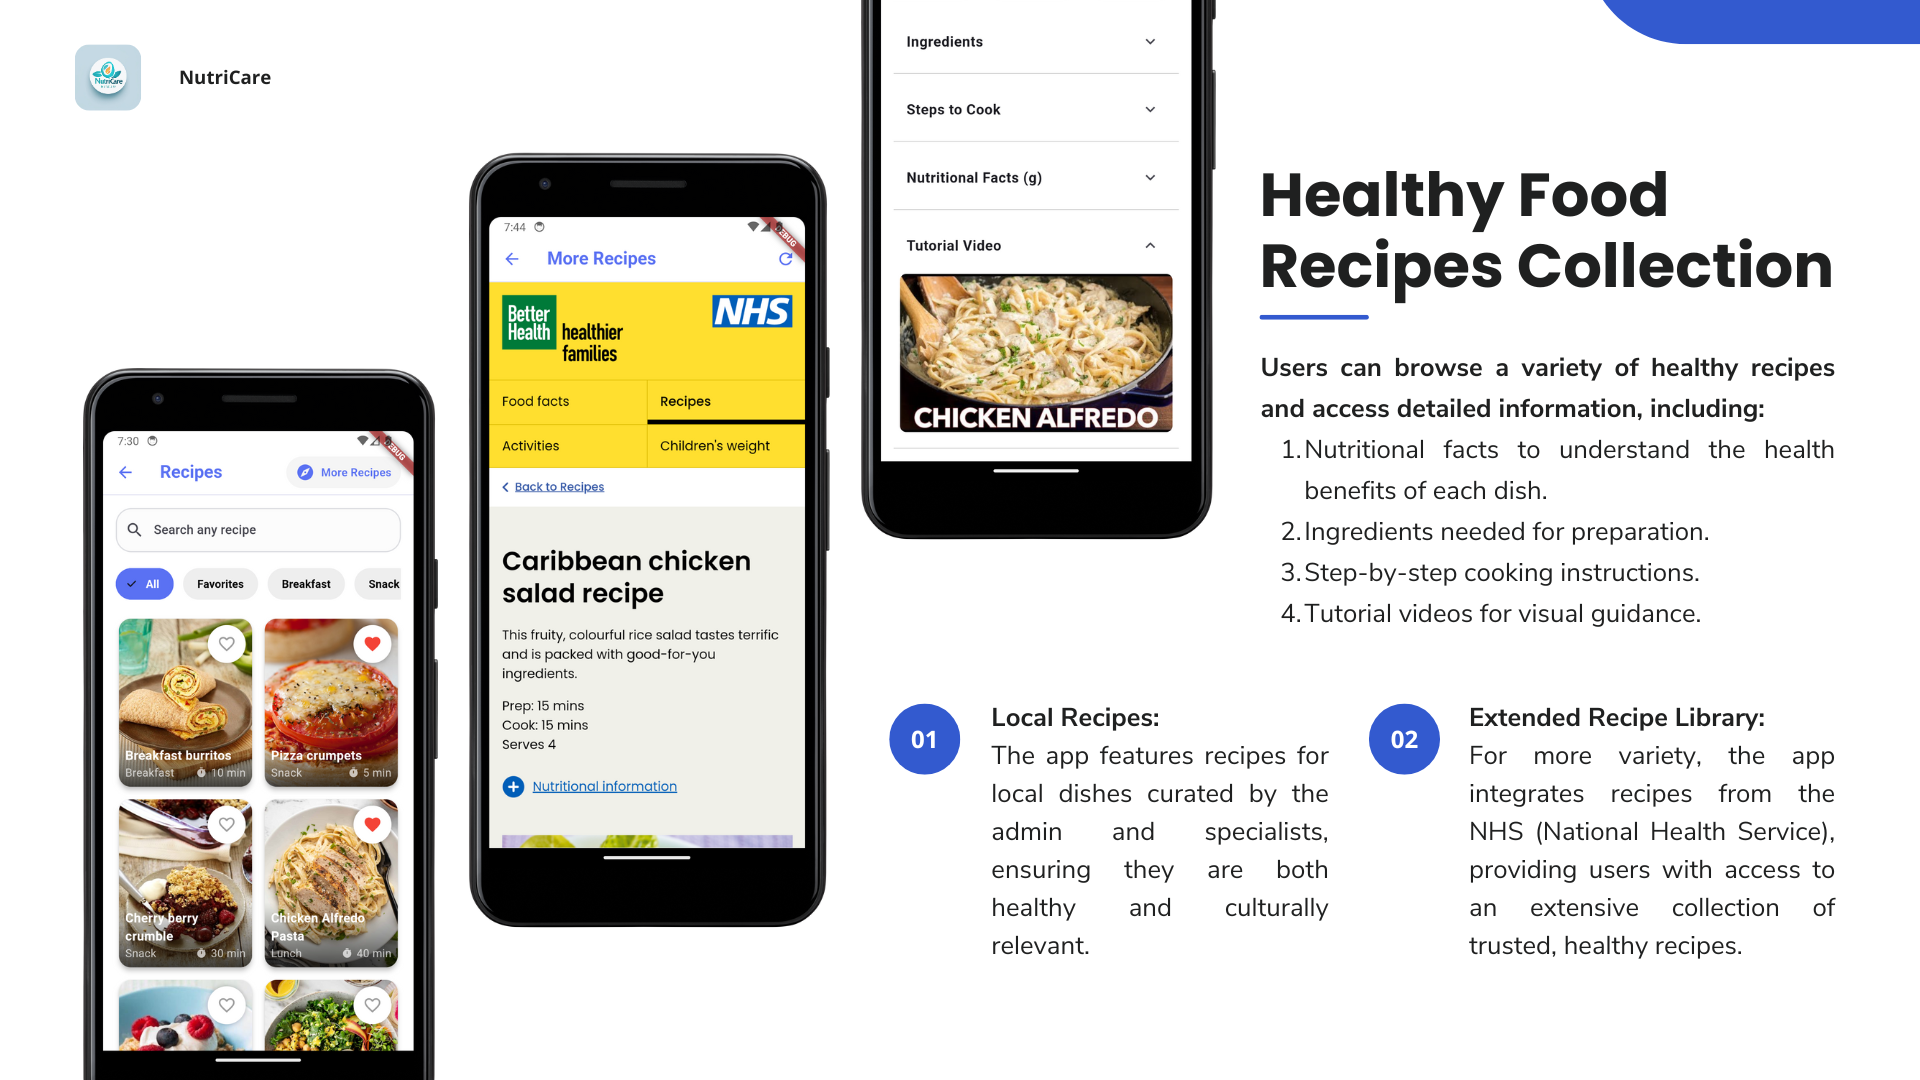 NutriCare
NutriCare
Healthy Food
Recipes Collection
Users can browse a variety of healthy recipes
and access detailed information, including:
1. Nutritional facts to understand the health
benefits of each dish.
2. Ingredients needed for preparation.
3. Step-by-step cooking instructions.
4. Tutorial videos for visual guidance.
01
Local Recipes:
The app features recipes for
local dishes curated by the
admin and specialists,
ensuring they are both
healthy and culturally
relevant.
02
Extended Recipe Library:
For more variety, the app
integrates recipes from the
NHS (National Health Service),
providing users with access to
an extensive collection of
trusted, healthy recipes.
7:30
Recipes
More Recipes
Search any recipe
All
Favorites
Breakfast
Snack
Breakfast burritos
Breakfast 10 min
Pizza crumpets
Snack 5 min
Cherry berry
crumble
Snack 30 min
Chicken Alfredo
Pasta
Lunch 40 min
7:44
More Recipes
Better
Health
healthier
families
NHS
Food facts
Recipes
Activities
Children's weight
Back to Recipes
Caribbean chicken
salad recipe
This fruity, colourful rice salad tastes terrific
and is packed with good-for-you
ingredients.
Prep: 15 mins
Cook: 15 mins
Serves 4
Nutritional information
Ingredients
Steps to Cook
Nutritional Facts (g)
Tutorial Video
CHICKEN ALFREDO